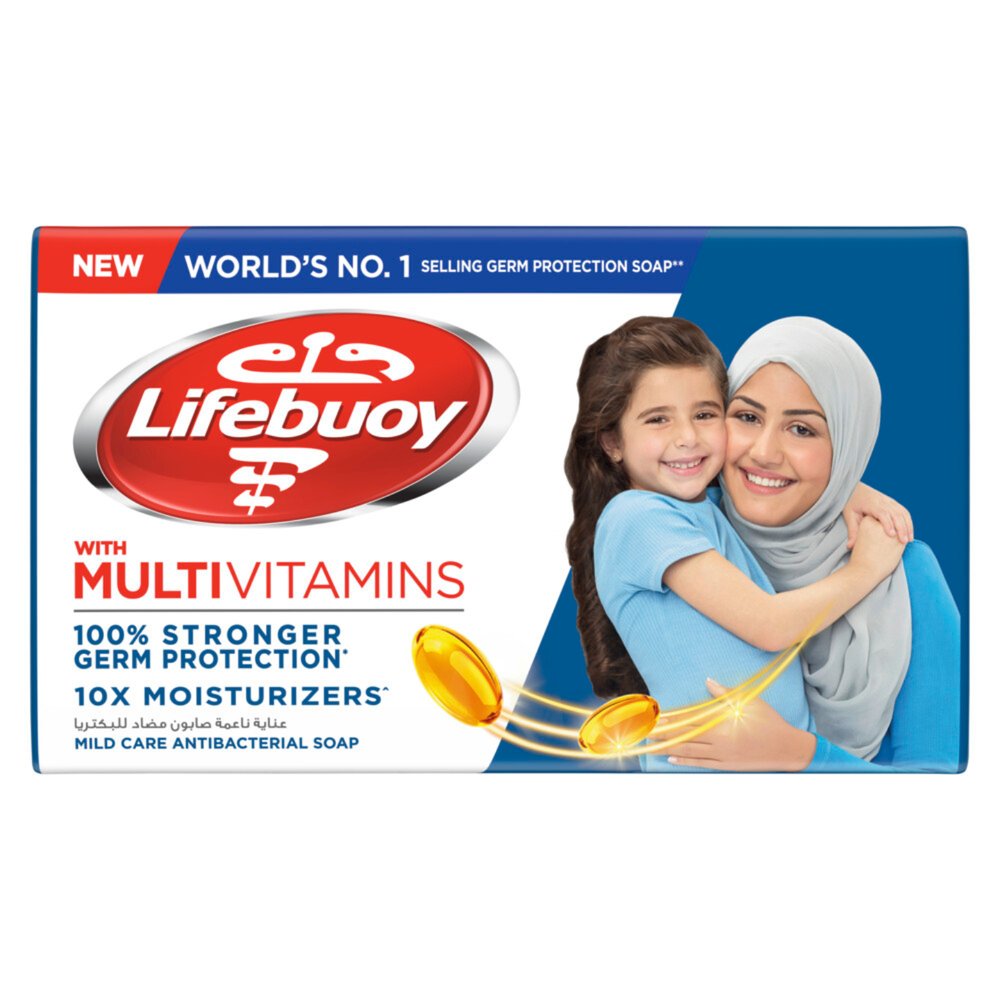 NEW
WORLD'S NO. 1 SELLING GERM PROTECTION SOAP**
Lifebuoy
WITH
MULTIVITAMINS
100% STRONGER
GERM PROTECTION*
10X MOISTURIZERS^
عناية ناعمة صابون مضاد للبكتريا
MILD CARE ANTIBACTERIAL SOAP